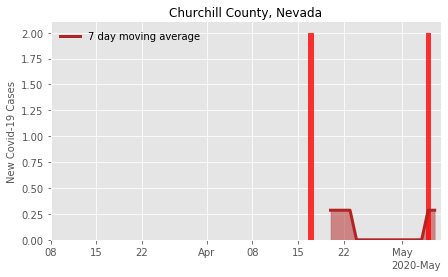 Churchill County, Nevada
7 day moving average
New Covid-19 Cases
2.00
1.75
1.50
1.25
1.00
0.75
0.50
0.25
0.00
08 15 22 Apr 08 15 22 May
2020-May